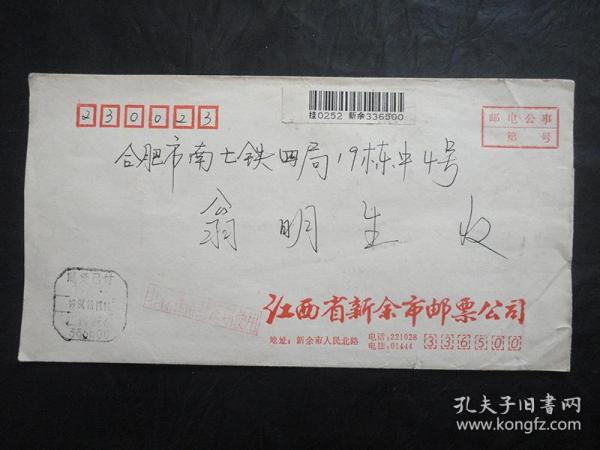 挂0252 新余336500
230023
邮电公事
第 号
合肥市南七铁四局19栋中4号
翁明生 收
336500
江西省新余市邮票公司
地址:新余市人民北路
电话:221028
电挂:01444
336500
孔夫子旧书网
www.kongfz.com